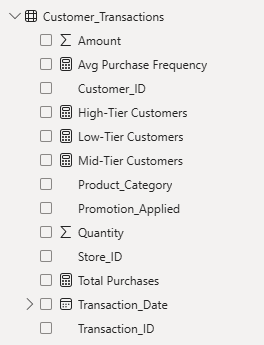 Customer_Transactions
Amount
Avg Purchase Frequency
Customer_ID
High-Tier Customers
Low-Tier Customers
Mid-Tier Customers
Product_Category
Promotion_Applied
Quantity
Store_ID
Total Purchases
Transaction_Date
Transaction_ID